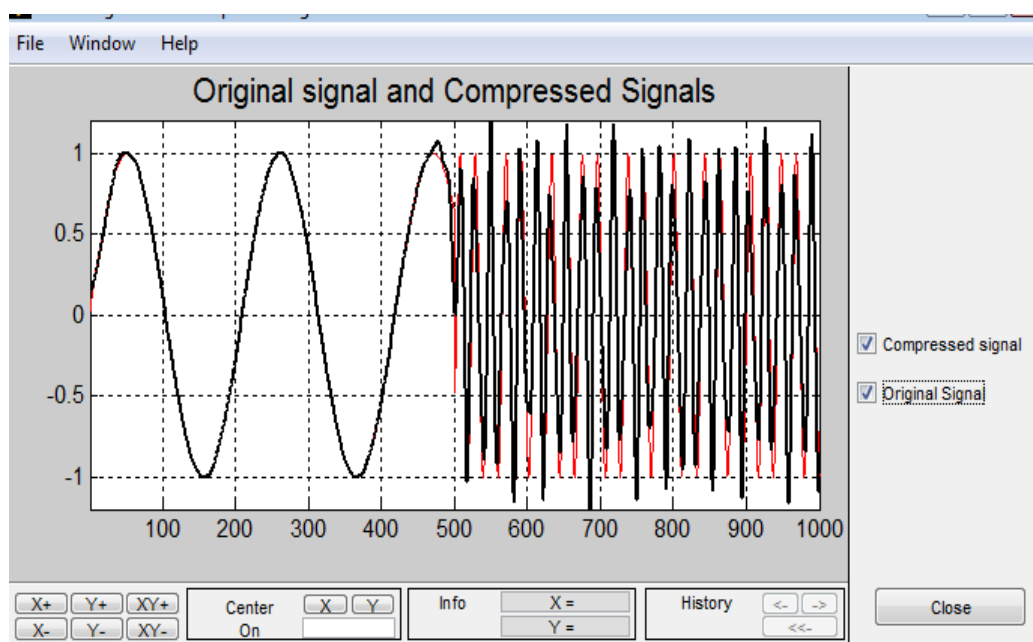 File Window Help
Original signal and Compressed Signals
1
0.5
0
-0.5
-1
100 200 300 400 500 600 700 800 900 1000
Compressed signal
Original Signal
X+ Y+ XY+
X- Y- XY-
Center
On
X Y
Info
X =
Y =
History
<- ->
<<-
Close